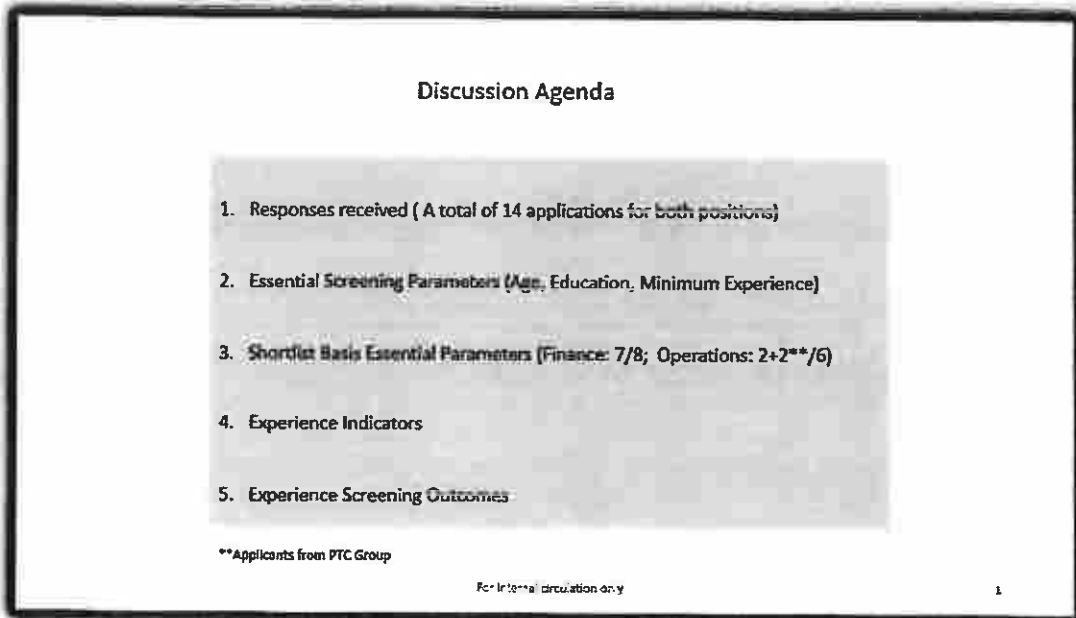 Discussion Agenda
1. Responses received ( A total of 14 applications for both positions)
2. Essential Screening Parameters (Age, Education, Minimum Experience)
3. Shortlist Basis Essential Parameters (Finance: 7/8; Operations: 2+2**/6)
4. Experience Indicators
5. Experience Screening Outcomes
**Applicants from PTC Group
For internal circulation only
1